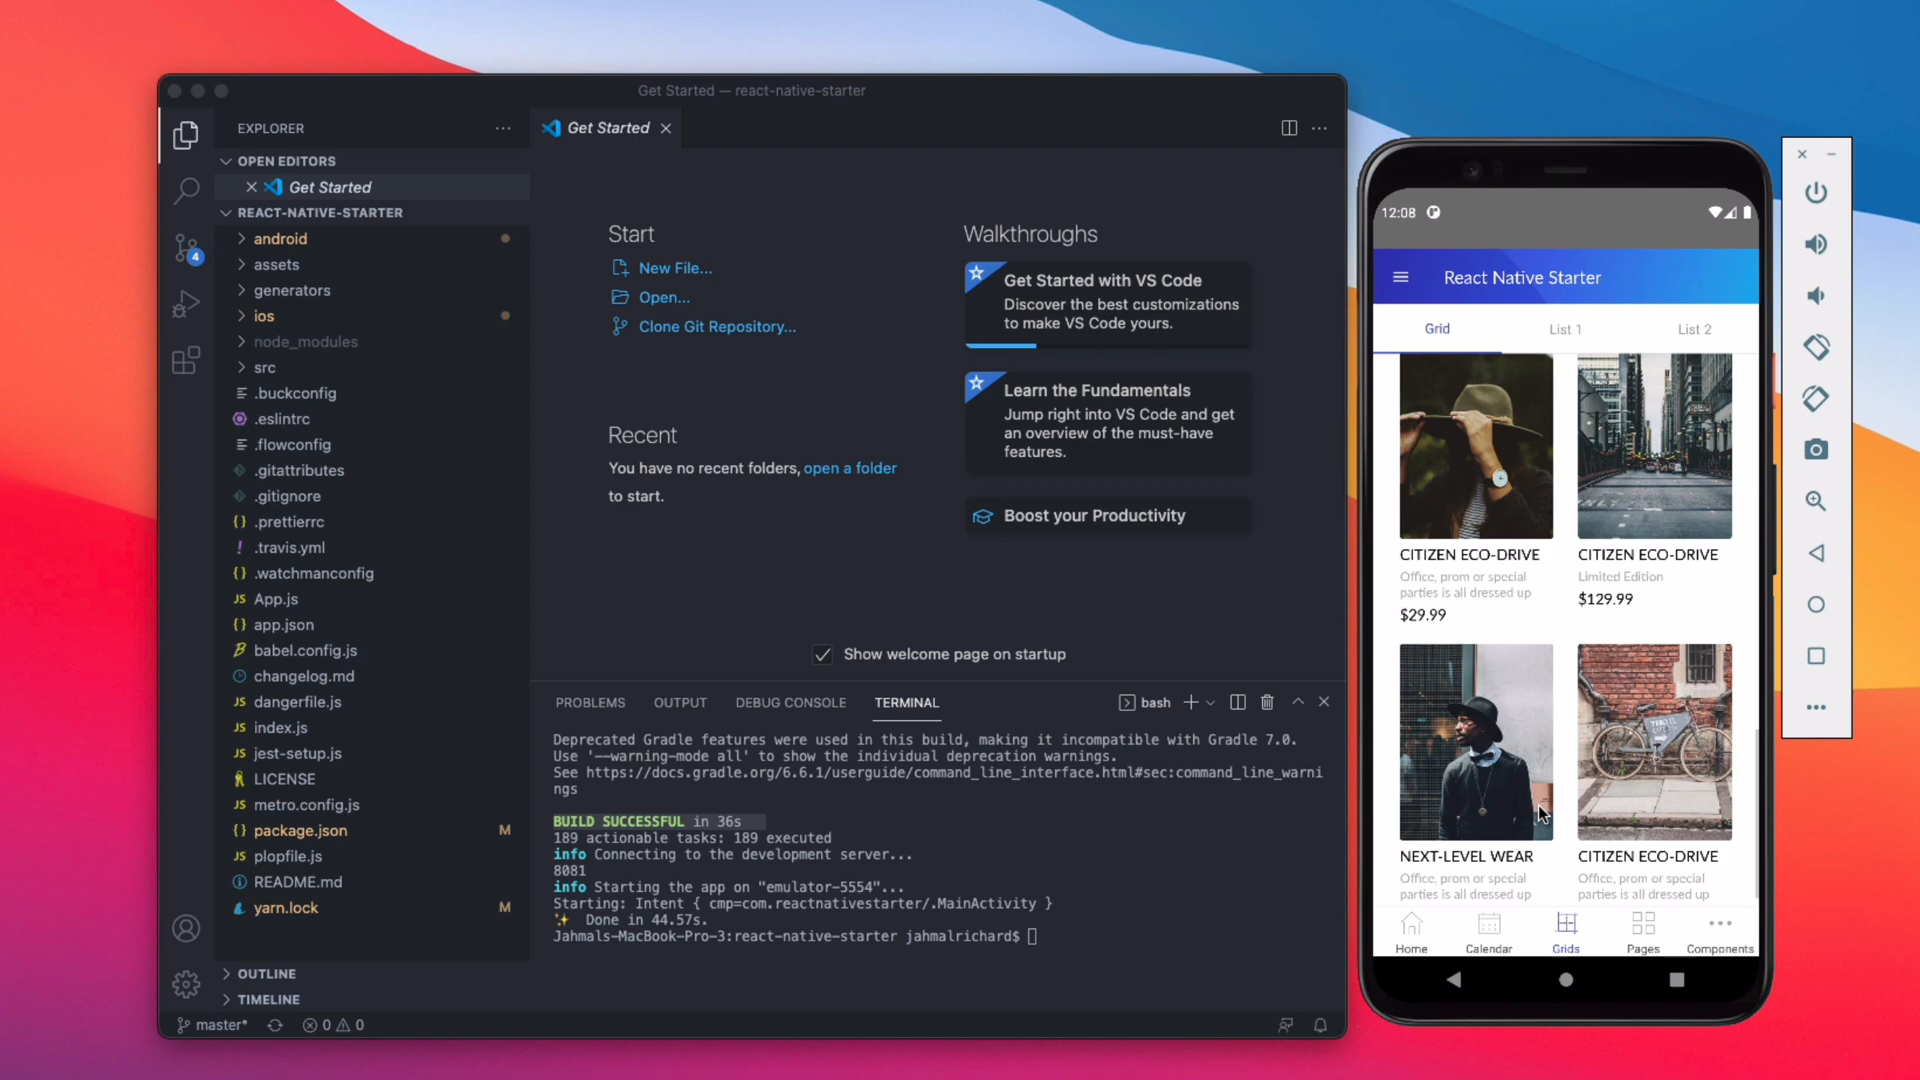 Get Started — react-native-starter
EXPLORER
Get Started
OPEN EDITORS
Get Started
REACT-NATIVE-STARTER
android
assets
generators
ios
node_modules
src
.buckconfig
.eslintrc
.flowconfig
.gitattributes
.gitignore
.prettierrc
.travis.yml
.watchmanconfig
App.js
app.json
babel.config.js
changelog.md
dangerfile.js
index.js
jest-setup.js
LICENSE
metro.config.js
package.json M
plopfile.js
README.md
yarn.lock M
OUTLINE
TIMELINE
4
master* 0 0
Start
New File...
Open...
Clone Git Repository...
Recent
You have no recent folders, open a folder
to start.
Walkthroughs
Get Started with VS Code
Discover the best customizations
to make VS Code yours.
Learn the Fundamentals
Jump right into VS Code and get
an overview of the must-have
features.
Boost your Productivity
Show welcome page on startup
PROBLEMS OUTPUT DEBUG CONSOLE TERMINAL bash
Deprecated Gradle features were used in this build, making it incompatible with Gradle 7.0.
Use '--warning-mode all' to show the individual deprecation warnings.
See https://docs.gradle.org/6.6.1/userguide/command_line_interface.html#sec:command_line_warni
ngs
BUILD SUCCESSFUL in 36s
189 actionable tasks: 189 executed
info Connecting to the development server...
8081
info Starting the app on "emulator-5554"...
Starting: Intent { cmp=com.reactnativestarter/.MainActivity }
✨ Done in 44.57s.
Jahmals-MacBook-Pro-3:react-native-starter jahmalrichard$
12:08
React Native Starter
Grid List 1 List 2
CITIZEN ECO-DRIVE
Office, prom or special
parties is all dressed up
$29.99
CITIZEN ECO-DRIVE
Limited Edition
$129.99
NEXT-LEVEL WEAR
Office, prom or special
parties is all dressed up
CITIZEN ECO-DRIVE
Office, prom or special
parties is all dressed up
Home Calendar Grids Pages Components